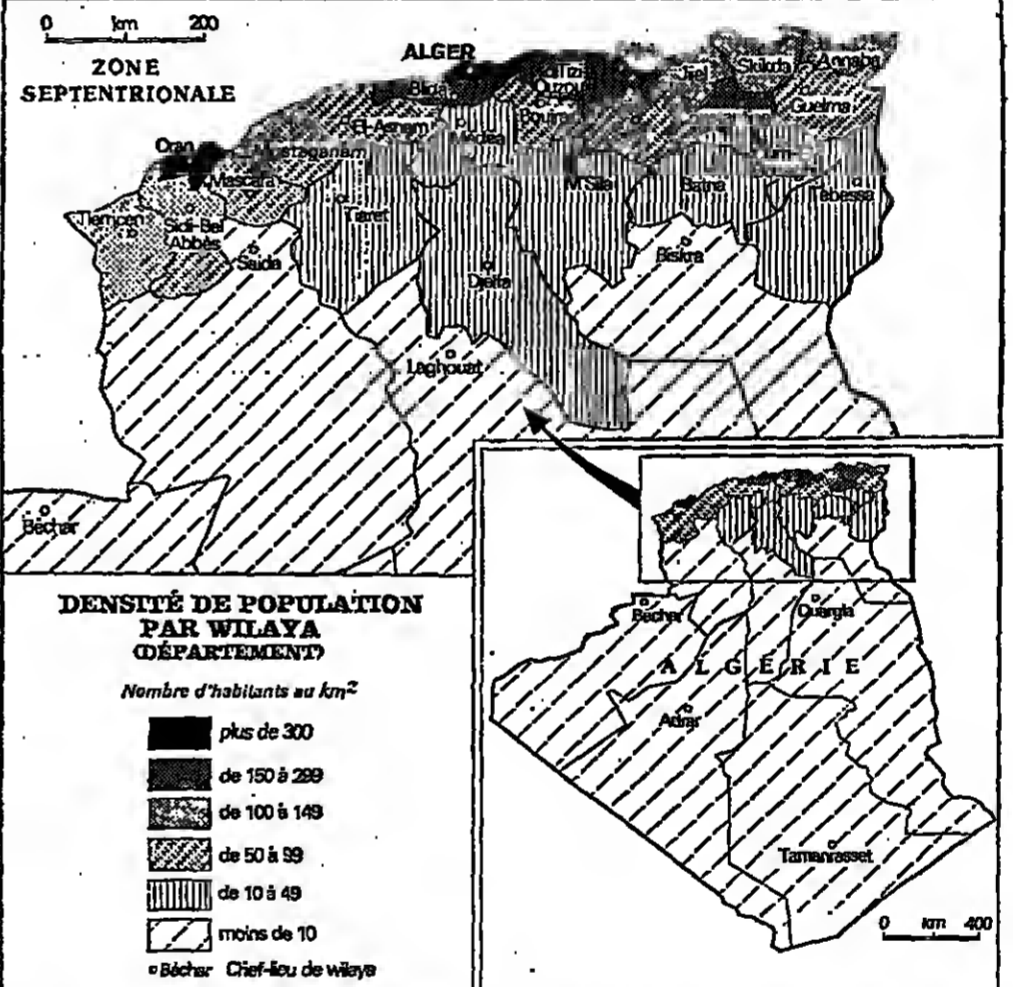 0 km 200
ZONE
SEPTENTRIONALE
ALGER
Blida
Tizi
Ouzou
Jijel
Skikda
Annaba
Guelma
Bouira
El-Asnam
Médéa
Oran
Mostaganam
Mascara
M'Sila
Batna
Tebessa
Tiaret
Tlemcen
Sidi-Bel
Abbès
Saida
Biskra
Djelfa
Laghouat
Béchar
DENSITÉ DE POPULATION
PAR WILAYA
(DÉPARTEMENT)
Nombre d'habitants au km²
plus de 300
de 150 à 299
de 100 à 149
de 50 à 99
de 10 à 49
moins de 10
Béchar Chef-lieu de wilaya
Béchar
Ouargla
ALGÉRIE
Adrar
Tamanrasset
0 km 400